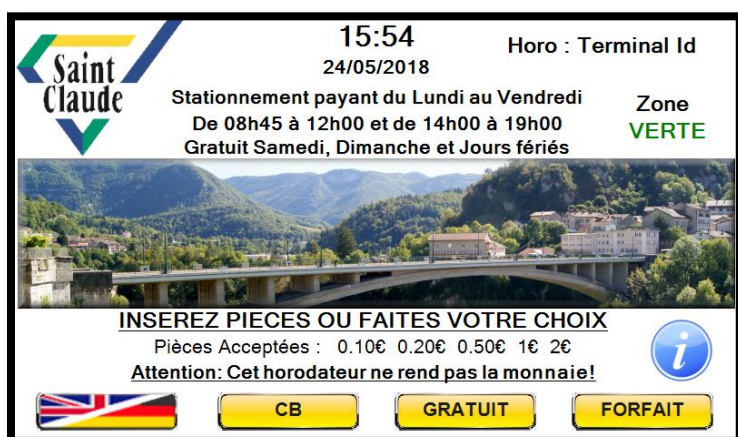 Saint
Claude
15:54
24/05/2018
Horo : Terminal Id
Stationnement payant du Lundi au Vendredi
De 08h45 à 12h00 et de 14h00 à 19h00
Gratuit Samedi, Dimanche et Jours fériés
Zone
VERTE
INSEREZ PIECES OU FAITES VOTRE CHOIX
Pièces Acceptées : 0.10€ 0.20€ 0.50€ 1€ 2€
Attention: Cet horodateur ne rend pas la monnaie!
i
CB
GRATUIT
FORFAIT